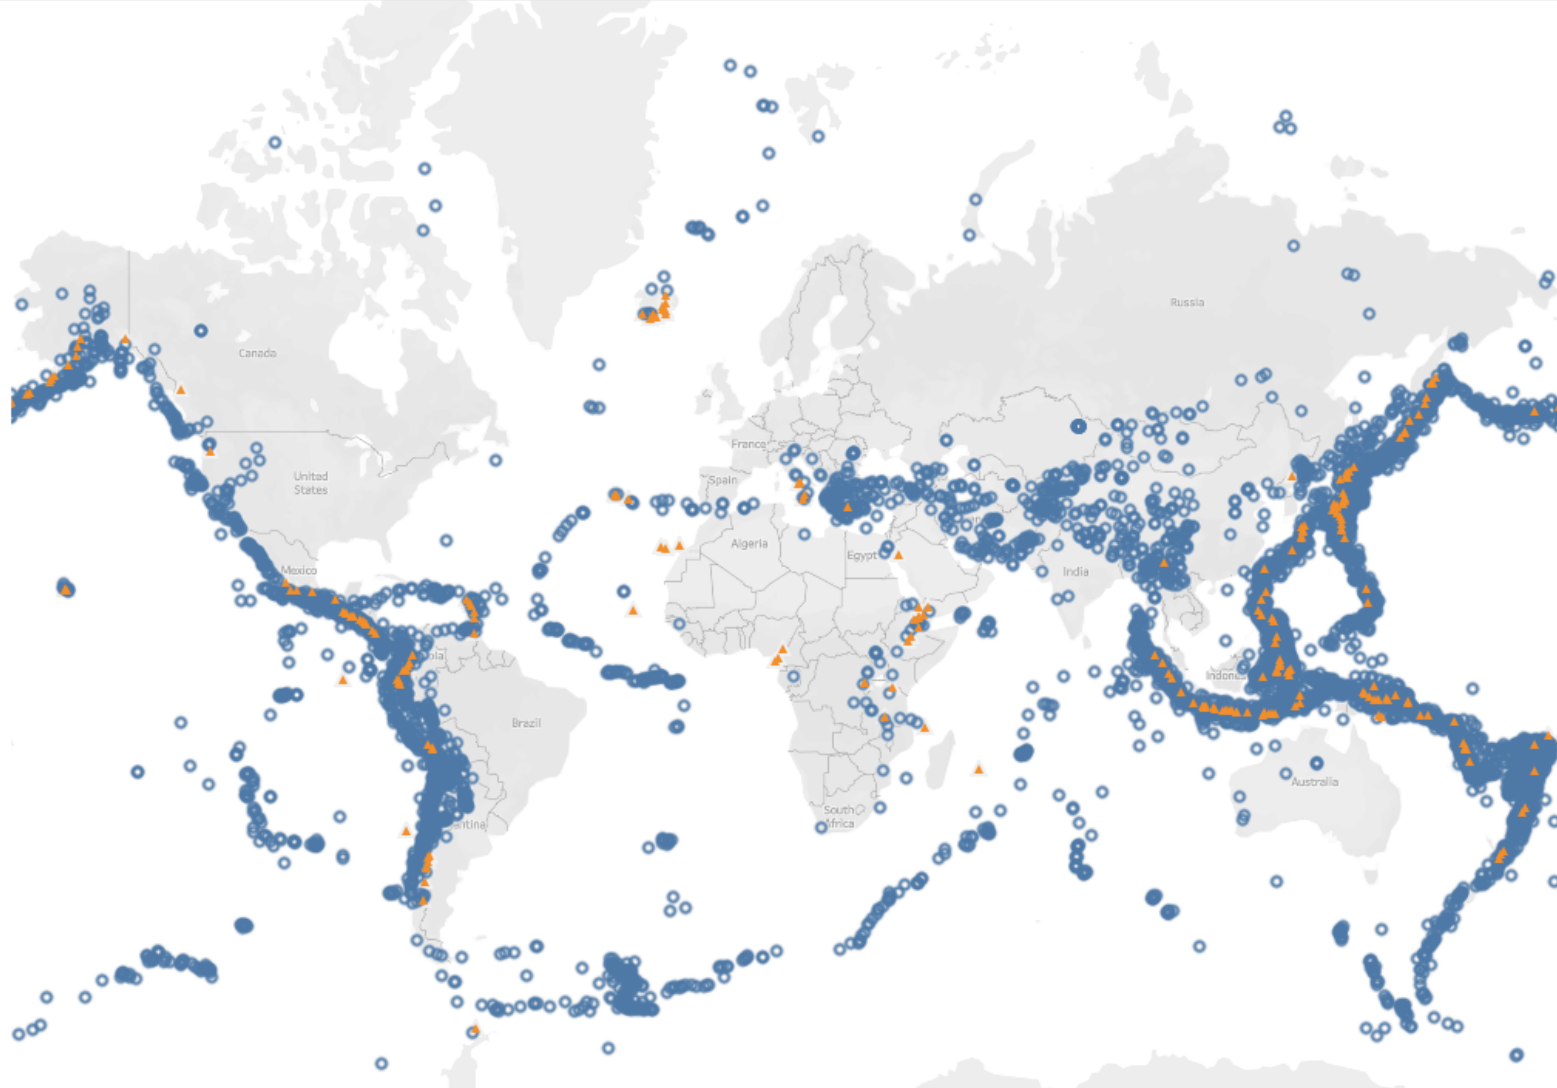 Russia
Canada
France
United
States
Spain
Algeria
Egypt
Mexico
India
Brazil
Australia
South
Africa